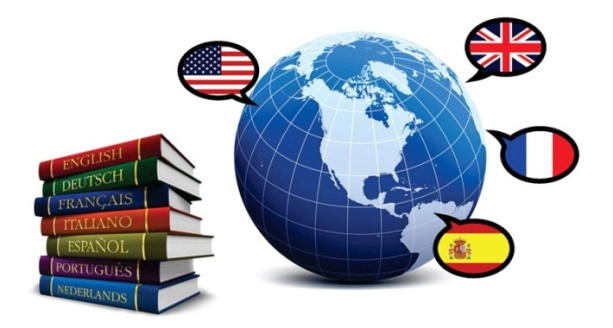 ENGLISH
DEUTSCH
FRANÇAIS
ITALIANO
ESPAÑOL
PORTUGUÊS
NEDERLANDS